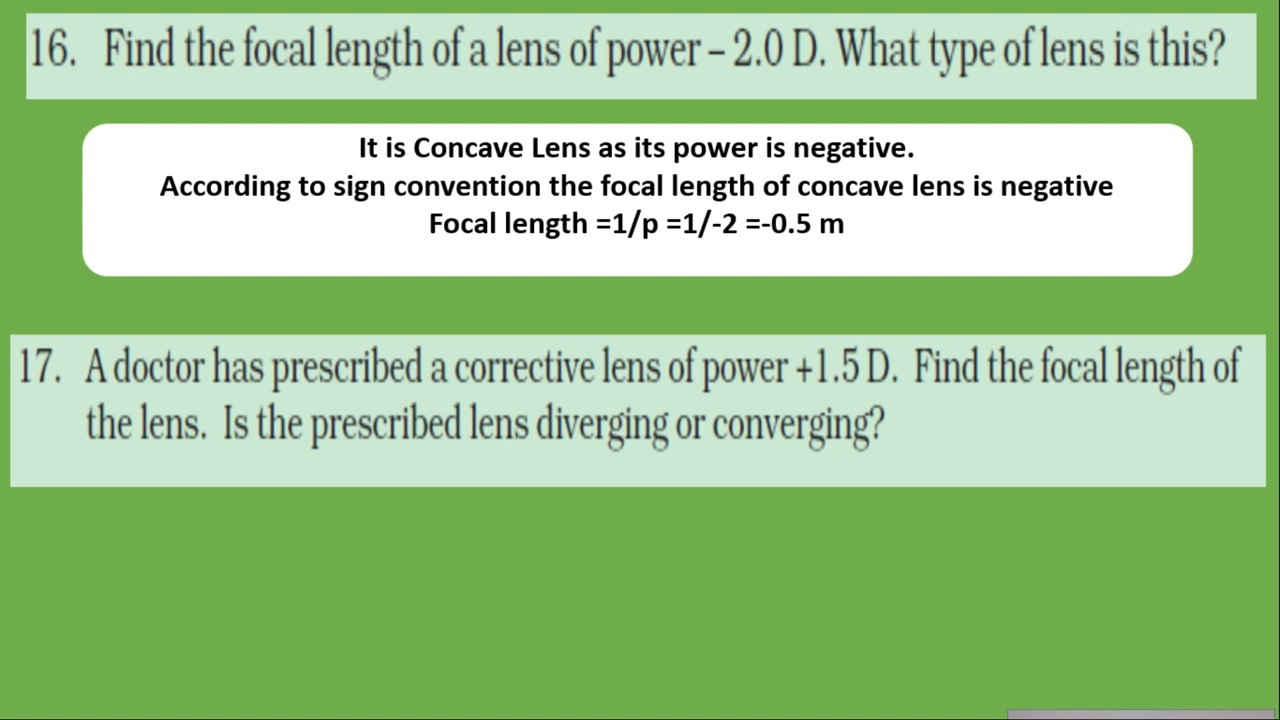 16. Find the focal length of a lens of power – 2.0 D. What type of lens is this?
It is Concave Lens as its power is negative.
According to sign convention the focal length of concave lens is negative
Focal length =1/p =1/-2 =-0.5 m
17. A doctor has prescribed a corrective lens of power +1.5 D. Find the focal length of
the lens. Is the prescribed lens diverging or converging?